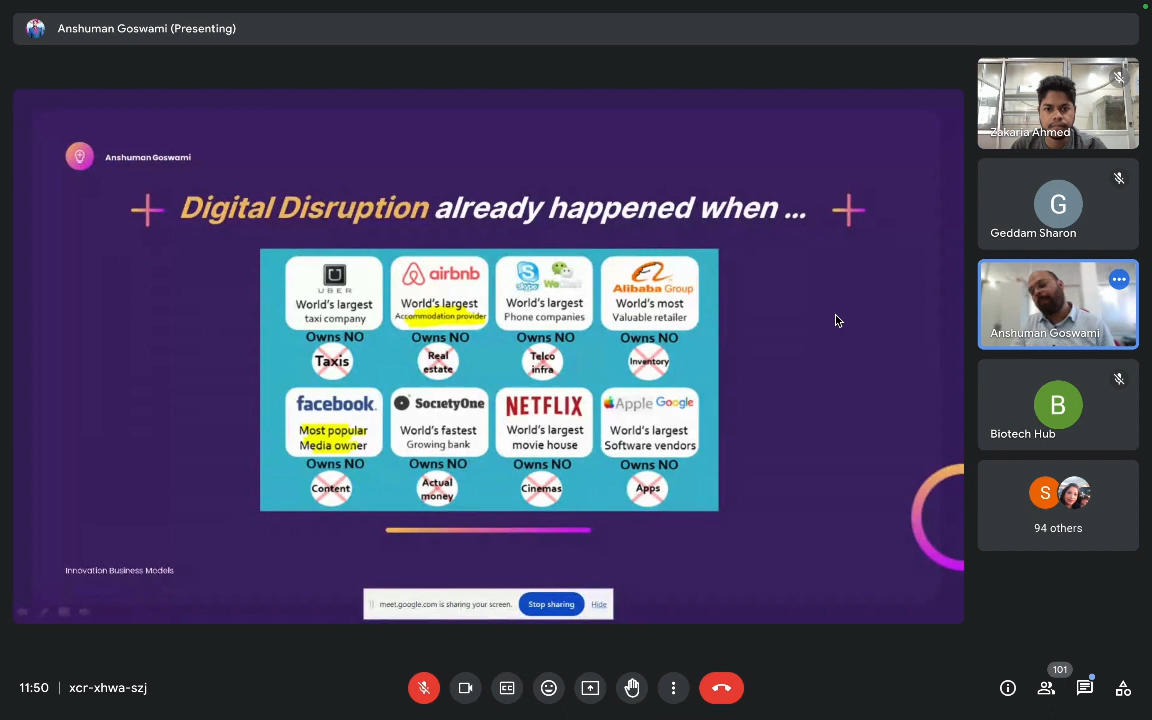 Anshuman Goswami (Presenting)
Anshuman Goswami
Digital Disruption already happened when ...
UBER
World's largest
taxi company
Owns NO
Taxis
airbnb
World's largest
Accommodation provider
Owns NO
Real
estate
skype
World's largest
Phone companies
Owns NO
Telco
infra
Alibaba Group
World's most
Valuable retailer
Owns NO
Inventory
facebook.
Most popular
Media owner
Owns NO
Content
SocietyOne
World's fastest
Growing bank
Owns NO
Actual
money
NETFLIX
World's largest
movie house
Owns NO
Cinemas
Apple Google
World's largest
Software vendors
Owns NO
Apps
Innovation Business Models
meet.google.com is sharing your screen.
Stop sharing
Hide
Zakaria Ahmed
G
Geddam Sharon
Anshuman Goswami
B
Biotech Hub
S
94 others
11:50 | xcr-xhwa-szj
101